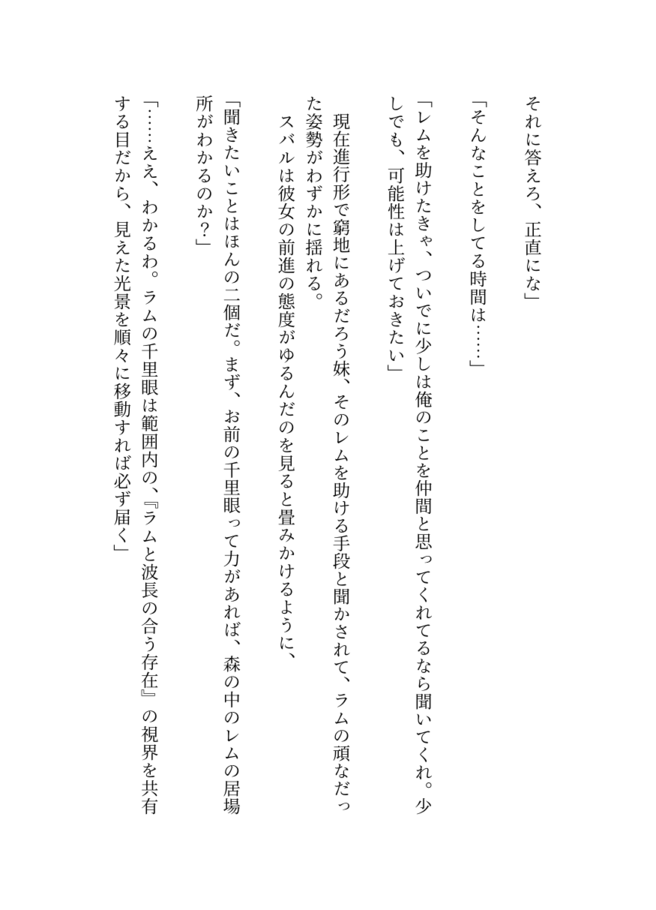 それに答えろ、正直にな」
「そんなことをしてる時間は……」
「レムを助けたきゃ、ついでに少しは俺のことを仲間と思ってくれてるなら聞いてくれ。少
しでも、可能性は上げておきたい」
　現在進行形で窮地にあるだろう妹、そのレムを助ける手段と聞かされて、ラムの頑なだっ
た姿勢がわずかに揺れる。
　スバルは彼女の前進の態度がゆるんだのを見ると畳みかけるように、
「聞きたいことはほんの二個だ。まず、お前の千里眼って力があれば、森の中のレムの居場
所がわかるのか？」
「……ええ、わかるわ。ラムの千里眼は範囲内の、『ラムと波長の合う存在』の視界を共有
する目だから、見えた光景を順々に移動すれば必ず届く」